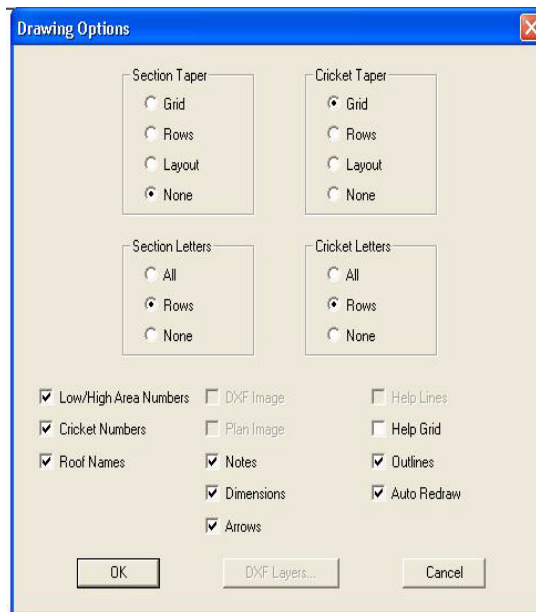 Drawing Options
Section Taper
Grid
Rows
Layout
None
Cricket Taper
Grid
Rows
Layout
None
Section Letters
All
Rows
None
Cricket Letters
All
Rows
None
Low/High Area Numbers
Cricket Numbers
Roof Names
DXF Image
Plan Image
Notes
Dimensions
Arrows
Help Lines
Help Grid
Outlines
Auto Redraw
OK
DXF Layers...
Cancel